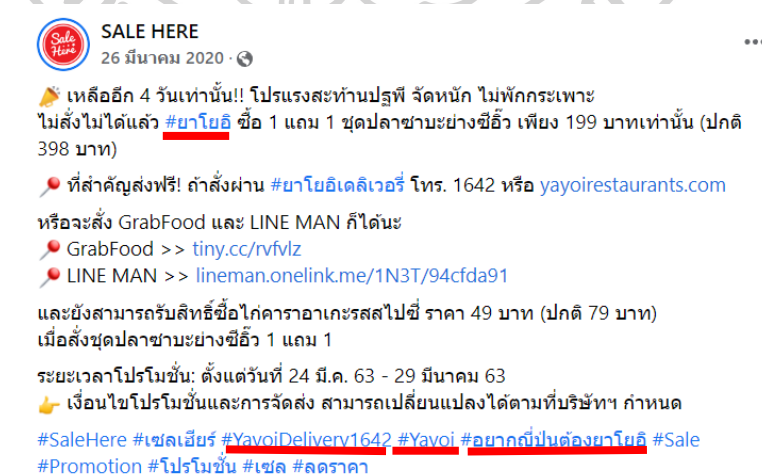 SALE HERE
26 มีนาคม 2020
เหลืออีก 4 วันเท่านั้น!! โปรแรงสะท้านปฐพี จัดหนัก ไม่พักกระเพาะ
ไม่สั่งไม่ได้แล้ว #ยาโยอิ ซื้อ 1 แถม 1 ชุดปลาซาบะย่างซีอิ๊ว เพียง 199 บาทเท่านั้น (ปกติ
398 บาท)
ที่สำคัญส่งฟรี! ถ้าสั่งผ่าน #ยาโยอิเดลิเวอรี่ โทร. 1642 หรือ yayoirestaurants.com
หรือจะสั่ง GrabFood และ LINE MAN ก็ได้นะ
GrabFood >> tiny.cc/rvfvlz
LINE MAN >> lineman.onelink.me/1N3T/94cfda91
และยังสามารถรับสิทธิ์ซื้อไก่คาราอาเกะรสสไปซี่ ราคา 49 บาท (ปกติ 79 บาท)
เมื่อสั่งชุดปลาซาบะย่างซีอิ๊ว 1 แถม 1
ระยะเวลาโปรโมชั่น: ตั้งแต่วันที่ 24 มี.ค. 63 - 29 มีนาคม 63
เงื่อนไขโปรโมชั่นและการจัดส่ง สามารถเปลี่ยนแปลงได้ตามที่บริษัทฯ กำหนด
#SaleHere #เซลเฮียร์ #YayoiDelivery1642 #Yayoi #อยากญี่ปุ่นต้องยาโยอิ #Sale
#Promotion #โปรโมชั่น #เซล #ลดราคา